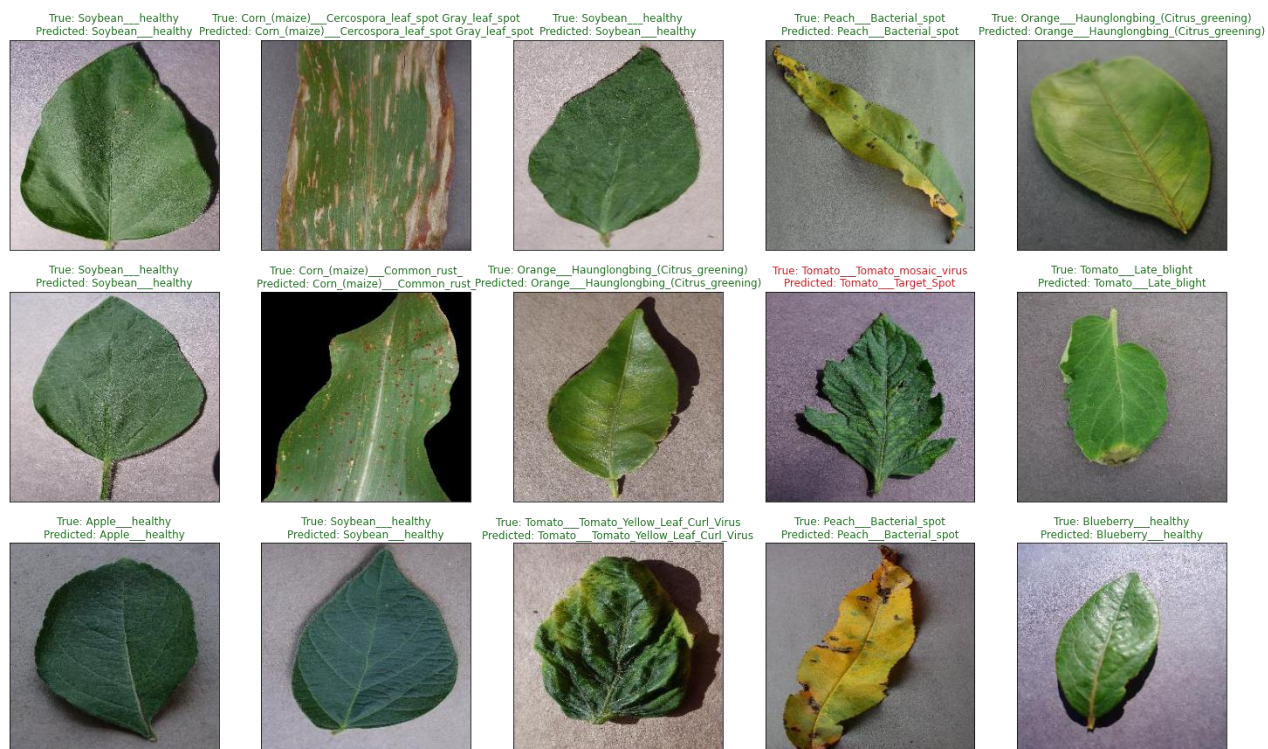 True: Soybean___healthy
Predicted: Soybean___healthy
True: Corn_(maize)___Cercospora_leaf_spot Gray_leaf_spot
Predicted: Corn_(maize)___Cercospora_leaf_spot Gray_leaf_spot
True: Soybean___healthy
Predicted: Soybean___healthy
True: Peach___Bacterial_spot
Predicted: Peach___Bacterial_spot
True: Orange___Haunglongbing_(Citrus_greening)
Predicted: Orange___Haunglongbing_(Citrus_greening)
True: Soybean___healthy
Predicted: Soybean___healthy
True: Corn_(maize)___Common_rust_
Predicted: Corn_(maize)___Common_rust_
True: Orange___Haunglongbing_(Citrus_greening)
Predicted: Orange___Haunglongbing_(Citrus_greening)
True: Tomato___Tomato_mosaic_virus
Predicted: Tomato___Target_Spot
True: Tomato___Late_blight
Predicted: Tomato___Late_blight
True: Apple___healthy
Predicted: Apple___healthy
True: Soybean___healthy
Predicted: Soybean___healthy
True: Tomato___Tomato_Yellow_Leaf_Curl_Virus
Predicted: Tomato___Tomato_Yellow_Leaf_Curl_Virus
True: Peach___Bacterial_spot
Predicted: Peach___Bacterial_spot
True: Blueberry___healthy
Predicted: Blueberry___healthy